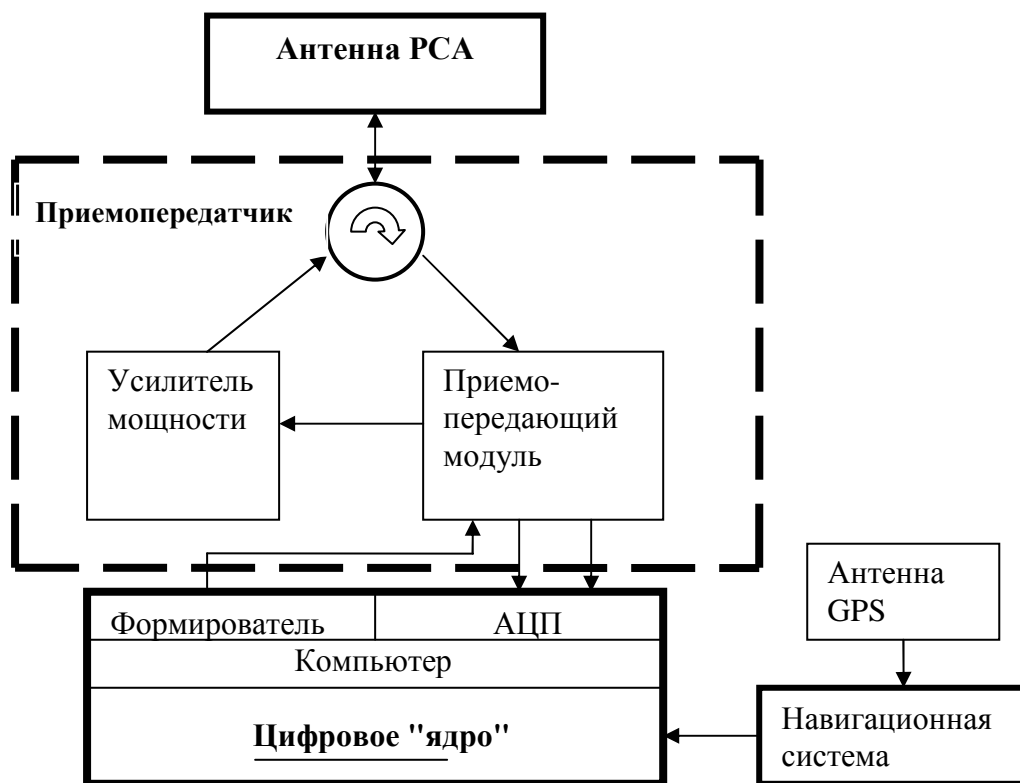 Антенна РСА
Приемопередатчик
Усилитель
мощности
Приемо-
передающий
модуль
Формирователь
АЦП
Компьютер
Цифровое "ядро"
Антенна
GPS
Навигационная
система